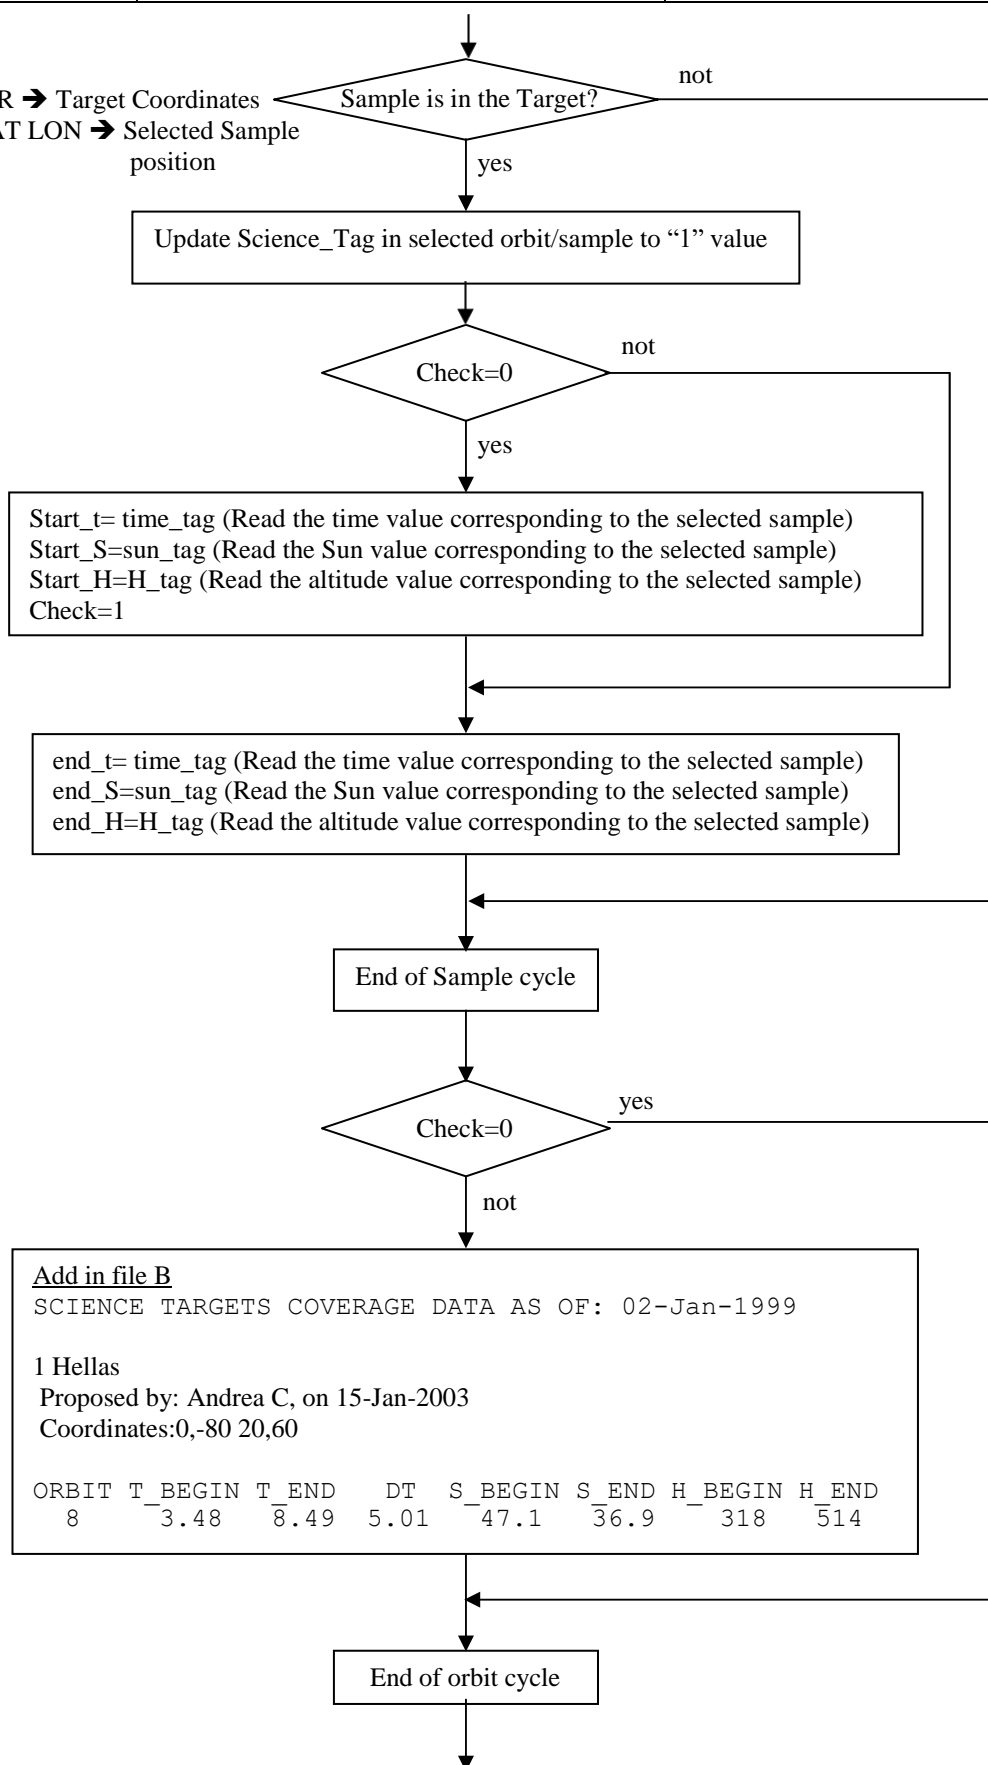 Sample is in the Target?
not
R ➔ Target Coordinates
AT LON ➔ Selected Sample
position
yes
Update Science_Tag in selected orbit/sample to “1” value
Check=0
not
yes
Start_t= time_tag (Read the time value corresponding to the selected sample)
Start_S=sun_tag (Read the Sun value corresponding to the selected sample)
Start_H=H_tag (Read the altitude value corresponding to the selected sample)
Check=1
end_t= time_tag (Read the time value corresponding to the selected sample)
end_S=sun_tag (Read the Sun value corresponding to the selected sample)
end_H=H_tag (Read the altitude value corresponding to the selected sample)
End of Sample cycle
Check=0
yes
not
Add in file B
SCIENCE TARGETS COVERAGE DATA AS OF: 02-Jan-1999
1 Hellas
Proposed by: Andrea C, on 15-Jan-2003
Coordinates:0,-80 20,60
ORBIT T_BEGIN T_END DT S_BEGIN S_END H_BEGIN H_END
8 3.48 8.49 5.01 47.1 36.9 318 514
End of orbit cycle